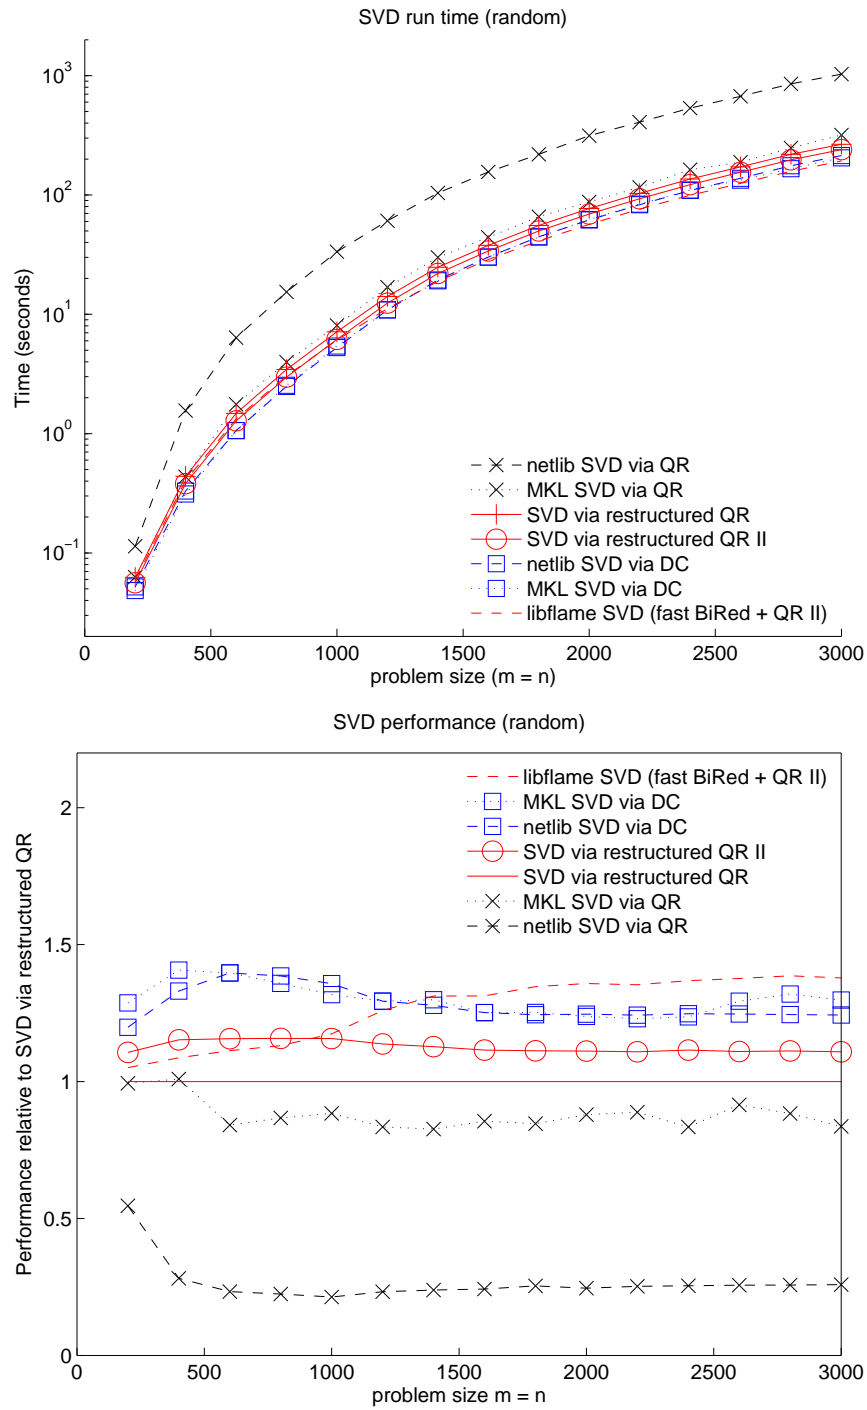 SVD run time (random)
10^3
10^2
10^1
10^0
10^−1
Time (seconds)
netlib SVD via QR
MKL SVD via QR
SVD via restructured QR
SVD via restructured QR II
netlib SVD via DC
MKL SVD via DC
libflame SVD (fast BiRed + QR II)
0 500 1000 1500 2000 2500 3000
problem size (m = n)
SVD performance (random)
2
1.5
1
0.5
0
Performance relative to SVD via restructured QR
libflame SVD (fast BiRed + QR II)
MKL SVD via DC
netlib SVD via DC
SVD via restructured QR II
SVD via restructured QR
MKL SVD via QR
netlib SVD via QR
0 500 1000 1500 2000 2500 3000
problem size m = n